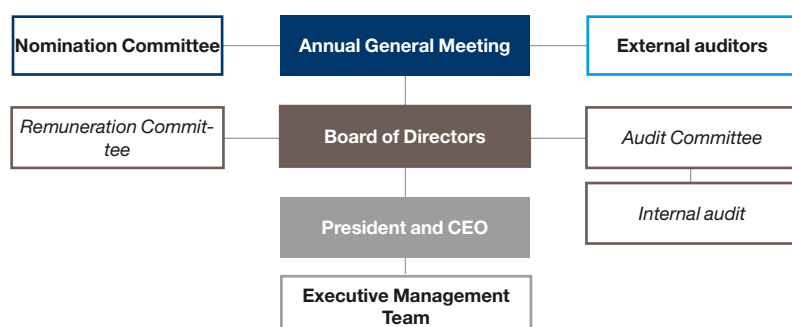 Nomination Committee
Annual General Meeting
External auditors
Remuneration Commit-
tee
Board of Directors
Audit Committee
Internal audit
President and CEO
Executive Management
Team